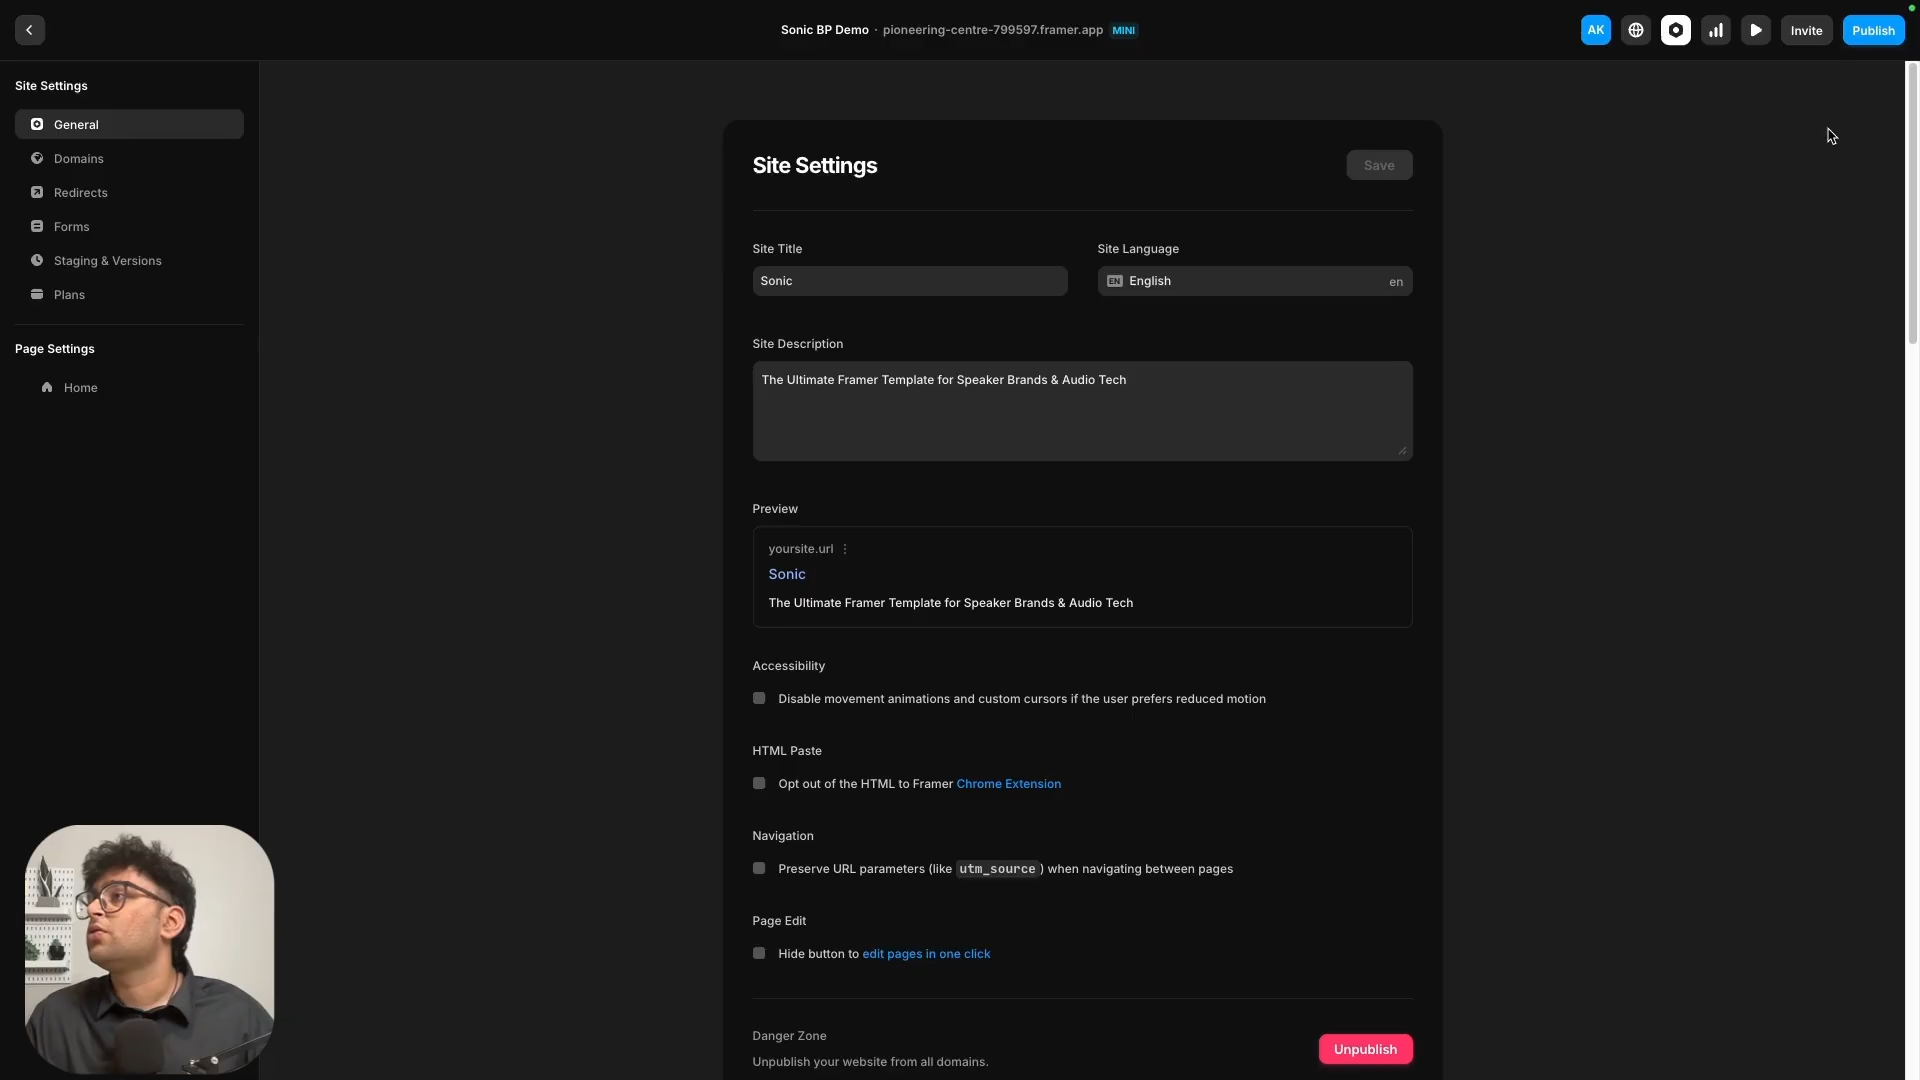 Sonic BP Demo · pioneering-centre-799597.framer.app MINI
AK
Invite
Publish
Site Settings
General
Domains
Redirects
Forms
Staging & Versions
Plans
Page Settings
Home
Site Settings
Save
Site Title
Site Language
Sonic
EN English en
Site Description
The Ultimate Framer Template for Speaker Brands & Audio Tech
Preview
yoursite.url
Sonic
The Ultimate Framer Template for Speaker Brands & Audio Tech
Accessibility
Disable movement animations and custom cursors if the user prefers reduced motion
HTML Paste
Opt out of the HTML to Framer Chrome Extension
Navigation
Preserve URL parameters (like utm_source) when navigating between pages
Page Edit
Hide button to edit pages in one click
Danger Zone
Unpublish your website from all domains.
Unpublish